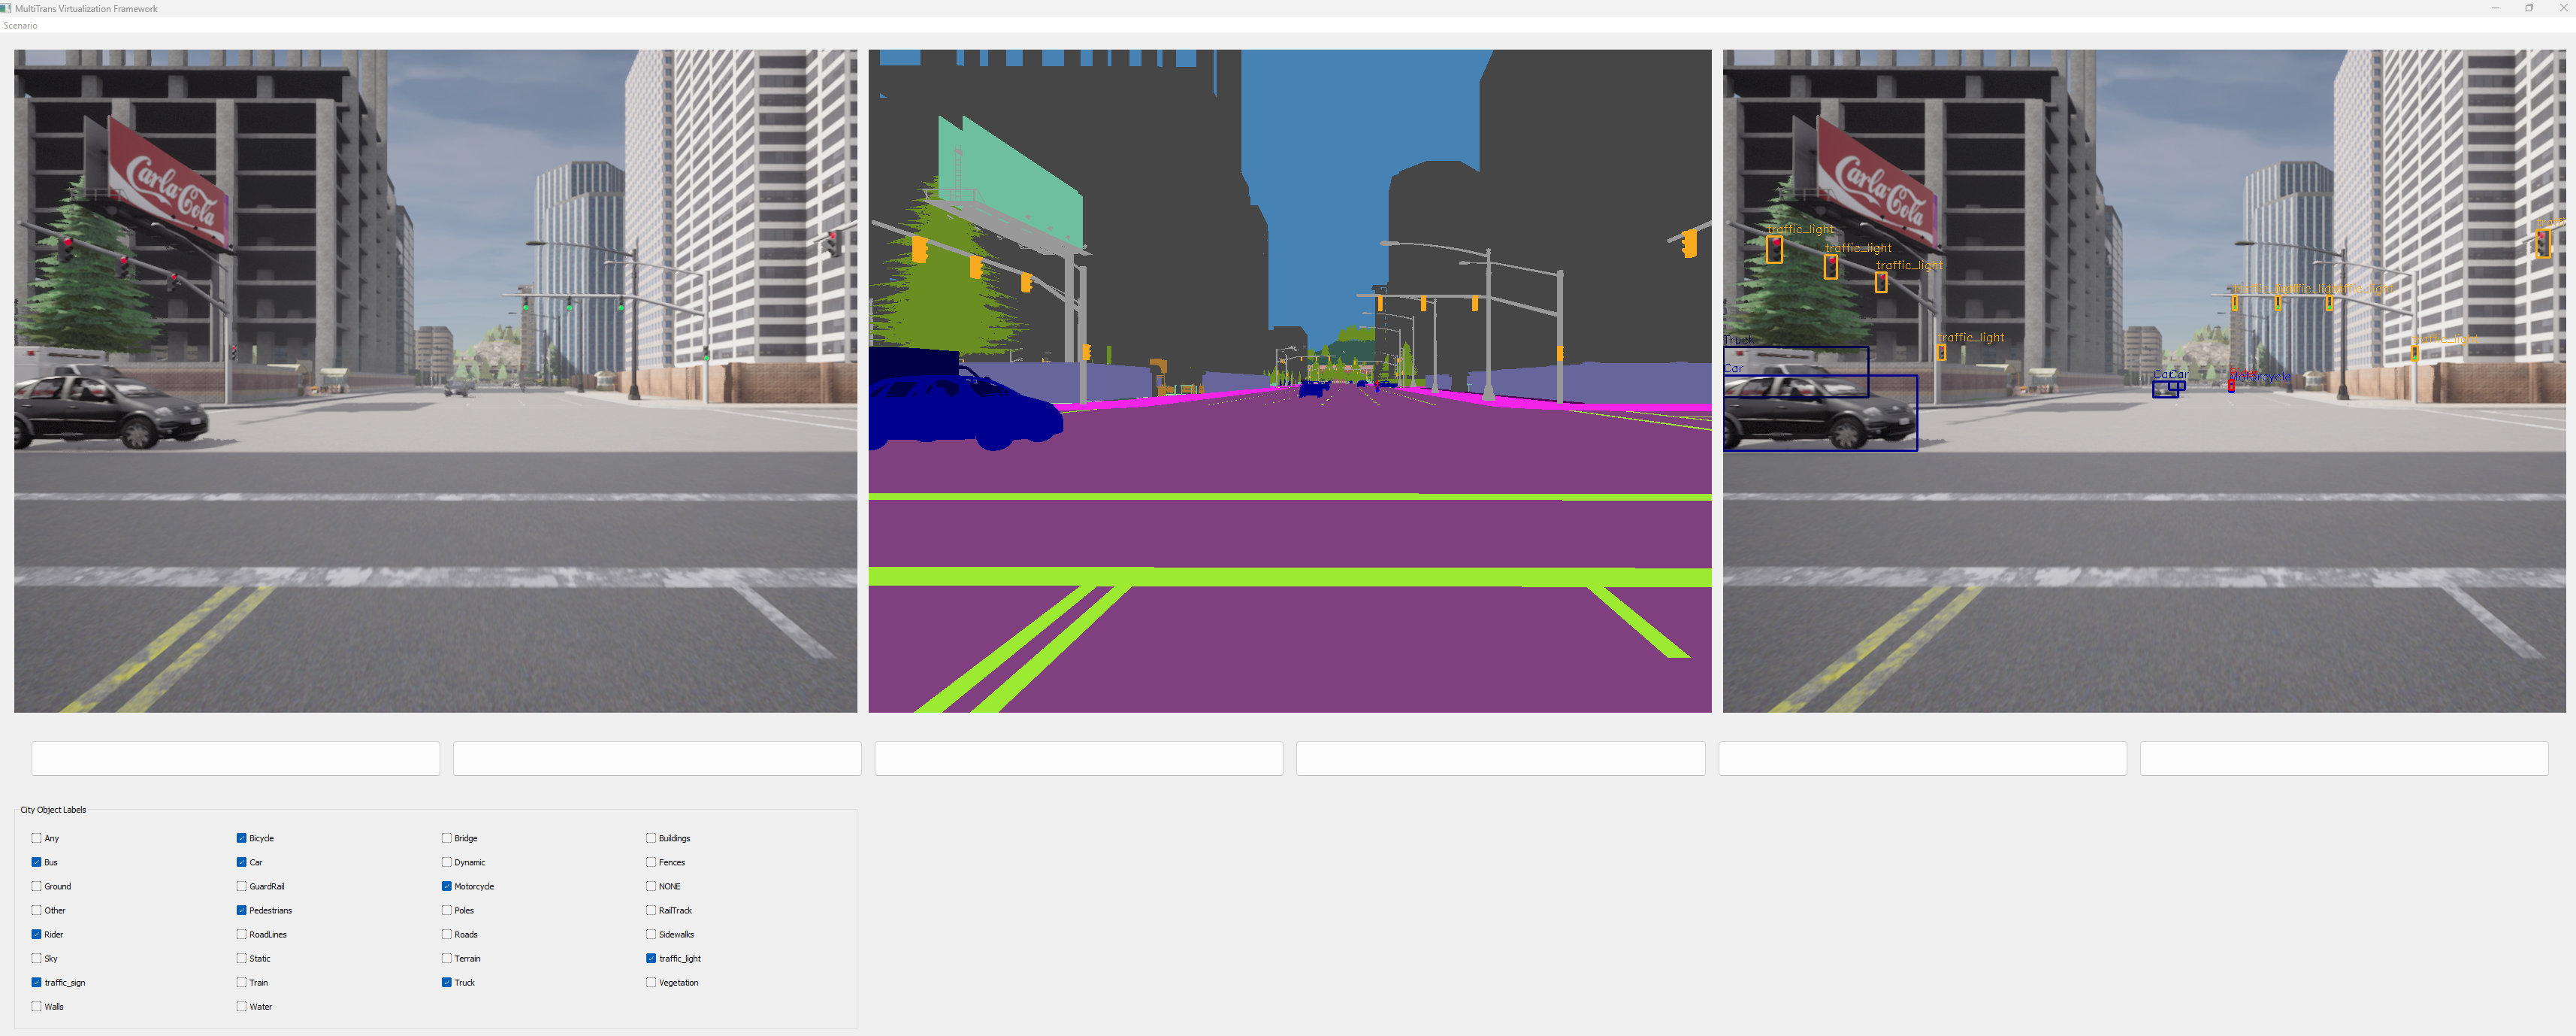 MultiTrans Virtualization Framework
Scenario
Carla-Cola
Carla-Cola
traffic_light
traffic_light
traffic_light
traffic_light
Truck
Car
Car
Motorcycle
City Object Labels
Any
Bicycle
Bridge
Buildings
Bus
Car
Dynamic
Fences
Ground
GuardRail
Motorcycle
NONE
Other
Pedestrians
Poles
RailTrack
Rider
RoadLines
Roads
Sidewalks
Sky
Static
Terrain
traffic_light
traffic_sign
Train
Truck
Vegetation
Walls
Water